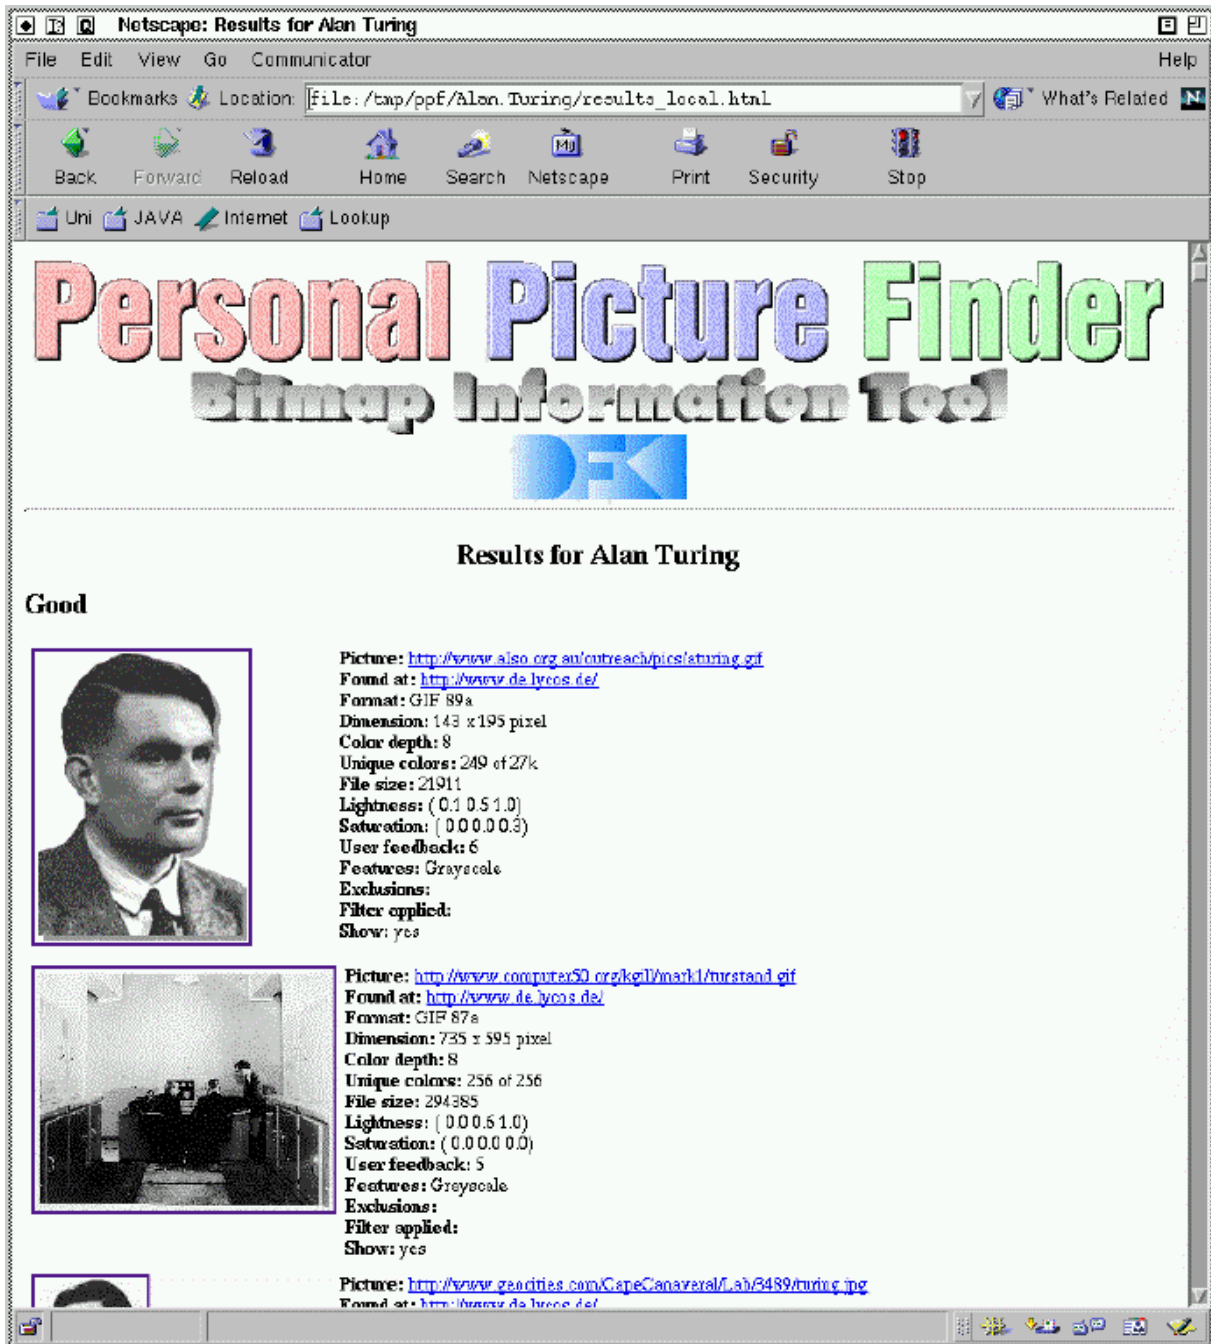 Netscape: Results for Alan Turing
File Edit View Go Communicator Help
Bookmarks Location: file:/tmp/ppf/Alan.Turing/results_local.html What's Related N
Back Forward Reload Home Search Netscape Print Security Stop
Uni JAVA Internet Lookup
Personal Picture Finder
Bitmap Information Tool
DFK
Results for Alan Turing
Good
Picture: http://www.also.org.au/outreach/pics/aturing.gif
Found at: http://www.de.lycos.de/
Format: GIF 89a
Dimension: 143 x 195 pixel
Color depth: 8
Unique colors: 249 of 27k
File size: 21911
Lightness: ( 0.1 0.5 1.0)
Saturation: ( 0.0 0.0 0.3)
User feedback: 6
Features: Grayscale
Exclusions:
Filter applied:
Show: yes
Picture: http://www.computer50.org/kgill/mark1/turstand.gif
Found at: http://www.de.lycos.de/
Format: GIF 87a
Dimension: 735 x 595 pixel
Color depth: 8
Unique colors: 256 of 256
File size: 294385
Lightness: ( 0.0 0.6 1.0)
Saturation: ( 0.0 0.0 0.0)
User feedback: 5
Features: Grayscale
Exclusions:
Filter applied:
Show: yes
Picture: http://www.geocities.com/CapeCanaveral/Lab/3489/turing.jpg
Found at: http://www.de.lycos.de/